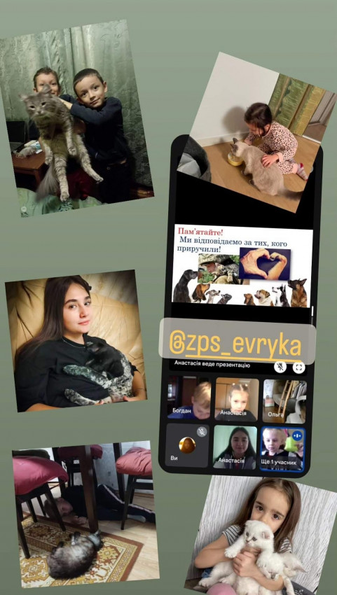 Пам'ятайте!
Ми відповідаємо за тих, кого
приручили!
@zps_evryka
Анастасія веде презентацію
Богдан
Анастасія
Ольга
Ви
Анастасія
Ще 1 учасник